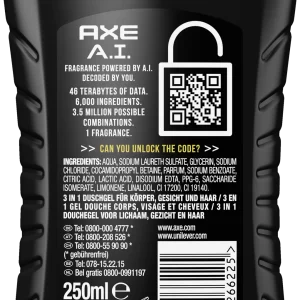 AXE
A.I.
FRAGRANCE POWERED BY A.I.
DECODED BY YOU.
46 TERABYTES OF DATA.
6,000 INGREDIENTS.
3.5 MILLION POSSIBLE
COMBINATIONS.
1 FRAGRANCE.
>> CAN YOU UNLOCK THE CODE? <<
INGREDIENTS: AQUA, SODIUM LAURETH SULFATE, GLYCERIN, SODIUM
CHLORIDE, COCAMIDOPROPYL BETAINE, PARFUM, SODIUM BENZOATE,
CITRIC ACID, LACTIC ACID, DISODIUM EDTA, PPG-6, SACCHARIDE
ISOMERATE, LIMONENE, LINALOOL, CI 17200, CI 19140.
3 IN 1 DUSCHGEL FÜR KÖRPER, GESICHT UND HAAR / 3 EN
1 GEL DOUCHE CORPS, VISAGE ET CHEVEUX / 3 IN 1
DOUCHEGEL VOOR LICHAAM, GEZICHT EN HAAR
Tel: 0800-000 4777 *
Tel: 0800-208 526 *
Tel: 0800-55 90 90 *
(* gebührenfrei)
Tel: 078-15.22.15
Bel gratis 0800-0991197
www.axe.com
www.unilever.com
250ml e
66225